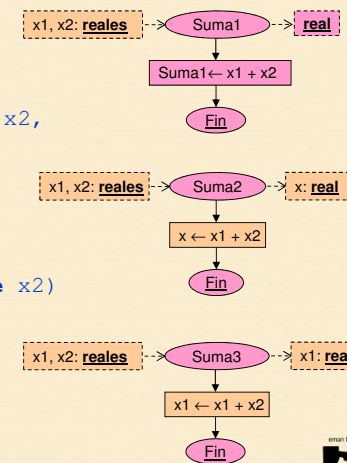 x1, x2: reales Suma1 real
Suma1← x1 + x2
x2,
Fin
x1, x2: reales Suma2 x: real
x ← x1 + x2
x2)
Fin
x1, x2: reales Suma3 x1:
x1 ← x1 + x2
Fin